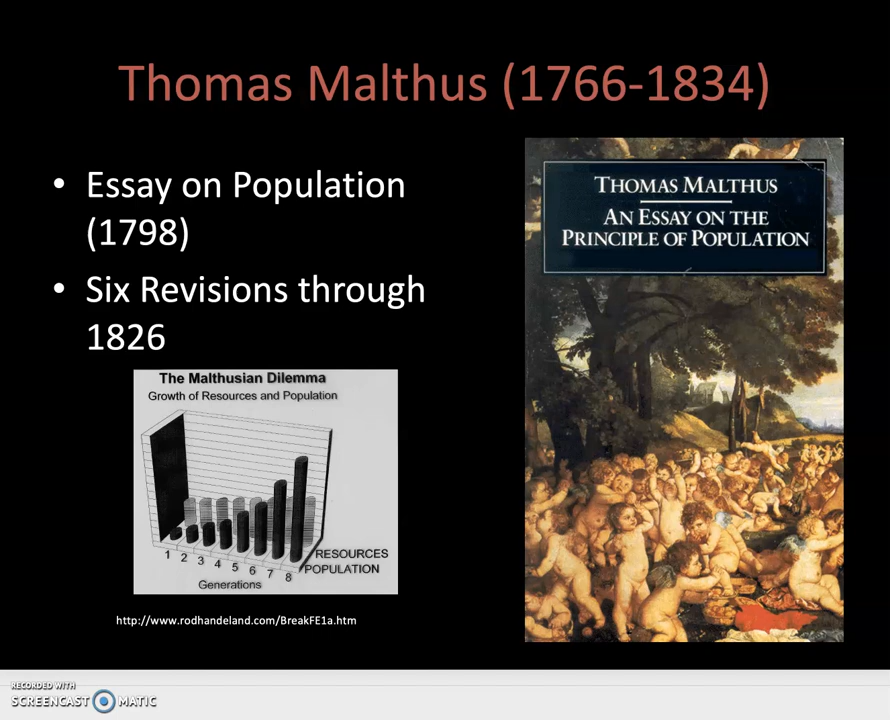 Thomas Malthus (1766-1834)
• Essay on Population
(1798)
• Six Revisions through
1826
The Malthusian Dilemma
Growth of Resources and Population
1 2 3 4 5 6 7 8
RESOURCES
POPULATION
Generations
http://www.rodhandeland.com/BreakFE1a.htm
THOMAS MALTHUS
AN ESSAY ON THE
PRINCIPLE OF POPULATION
RECORDED WITH
SCREENCAST MATIC